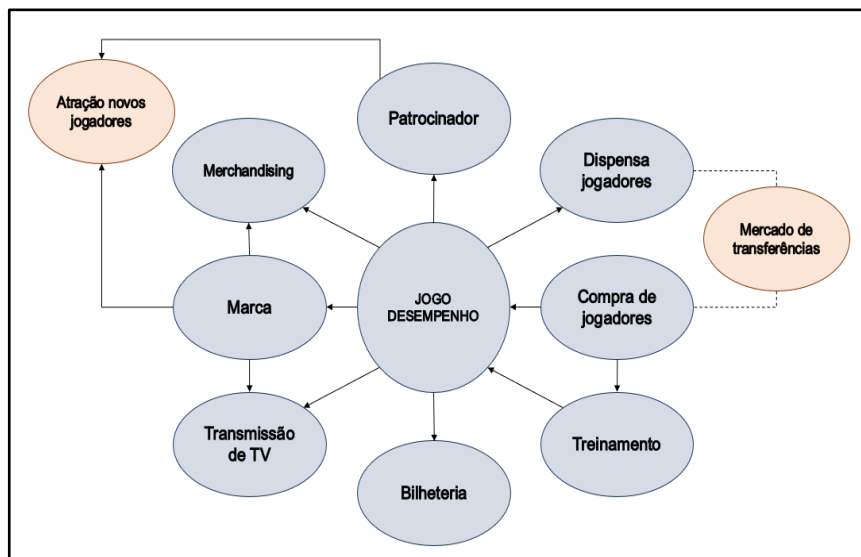 Patrocinador
Atração novos
jogadores
Merchandising
Dispensa
jogadores
Mercado de
transferências
Marca
JOGO
DESEMPENHO
Compra de
jogadores
Transmissão
de TV
Bilheteria
Treinamento